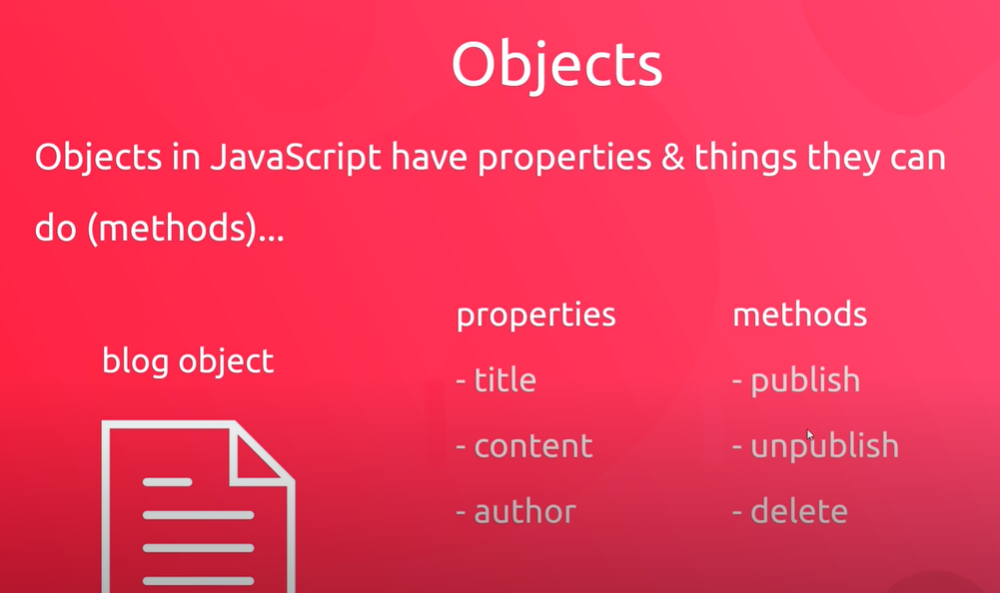 Objects
Objects in JavaScript have properties & things they can
do (methods)...
blog object
properties
- title
- content
- author
methods
- publish
- unpublish
- delete